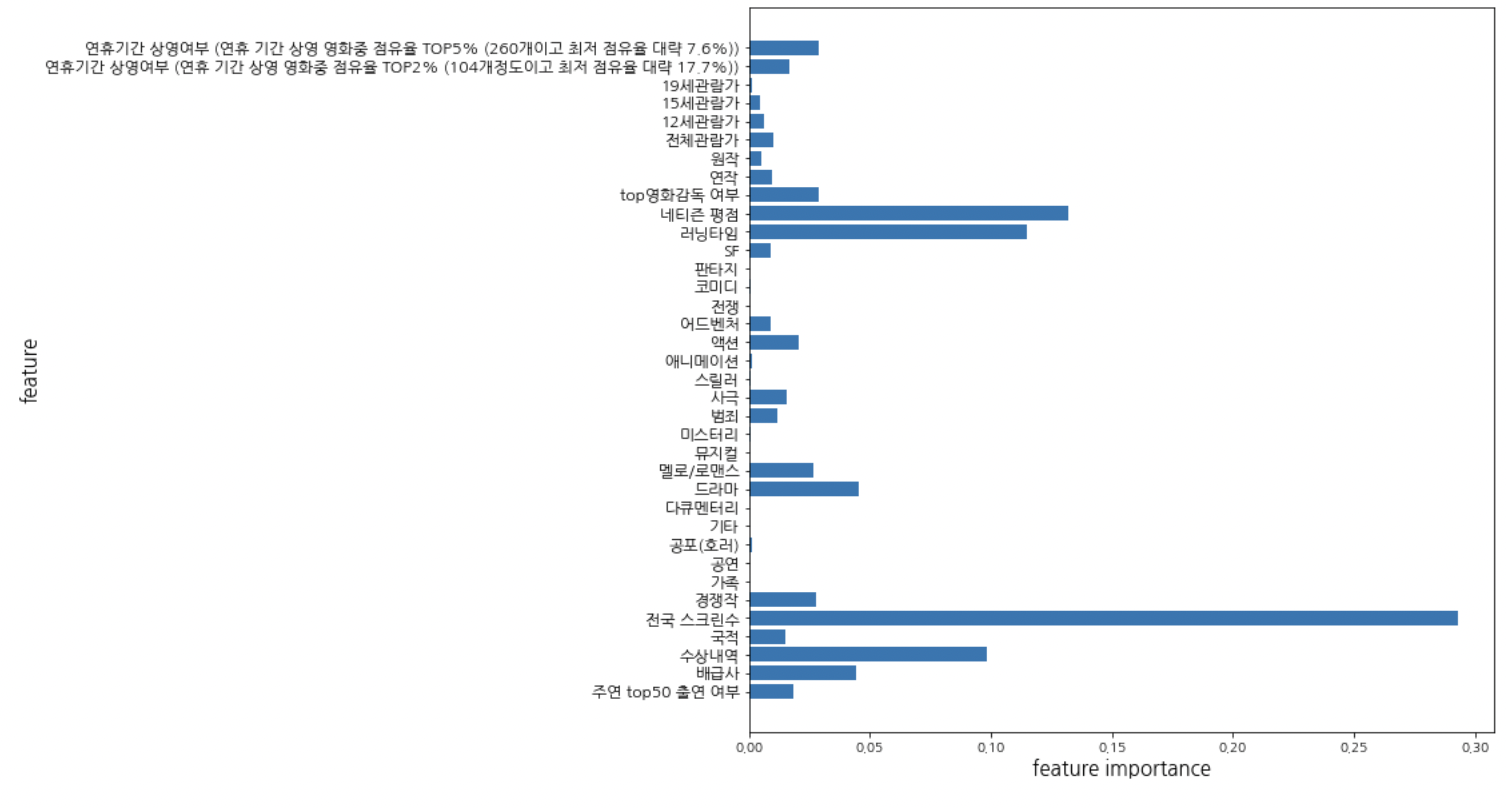 연휴기간 상영여부 (연휴 기간 상영 영화중 점유율 TOP5% (260개이고 최저 점유율 대략 7.6%))
연휴기간 상영여부 (연휴 기간 상영 영화중 점유율 TOP2% (104개정도이고 최저 점유율 대략 17.7%))
19세관람가
15세관람가
12세관람가
전체관람가
원작
연작
top영화감독 여부
네티즌 평점
러닝타임
SF
판타지
코미디
전쟁
어드벤처
액션
애니메이션
스릴러
사극
범죄
미스터리
뮤지컬
멜로/로맨스
드라마
다큐멘터리
기타
공포(호러)
공연
가족
경쟁작
전국 스크린수
국적
수상내역
배급사
주연 top50 출연 여부
feature
0.00 0.05 0.10 0.15 0.20 0.25 0.30
feature importance